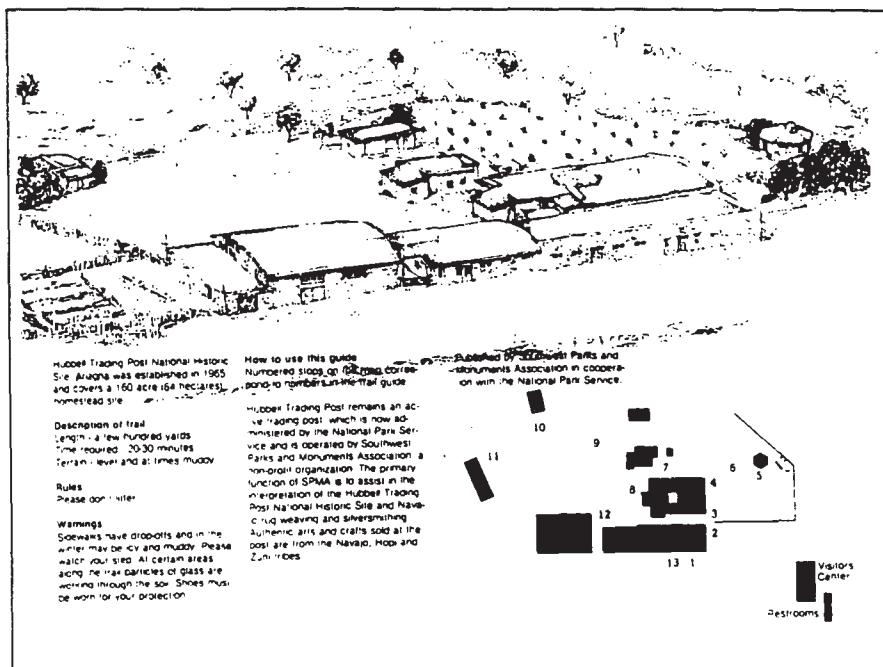 Hubbell Trading Post National Historic
Site, Ariagna was established in 1965
and covers a 160 acre (64 hectares)
homestead site
Description of trail
Length - a few hundred yards
Time required 20-30 minutes
Terrain - level and at times muddy
Rules
Please don't litter
Warnings
Sidewalks have dropoffs and in the
winter may be icy and muddy. Please
watch your step. At certain areas
along the trail particles of glass are
working through the soil. Shoes must
be worn for your protection
How to use this guide
Numbered stops on the map corres-
pond to numbers in the trail guide
Hubbell Trading Post remains an ac-
tive trading post, which is now ad-
ministered by the National Park Ser-
vice and is operated by Southwest
Parks and Monuments Association, a
non-profit organization. The primary
function of SPMA is to assist in the
interpretation of the Hubbell Trading
Post National Historic Site and Nava-
jo rug weaving and silversmithing.
Authentic arts and crafts sold at the
post are from the Navajo, Hopi and
Zuni tribes
Published by Southwest Parks and
Monuments Association in coopera-
tion with the National Park Service.
10
9
11
7
6
5
8
4
12
3
2
13 1
Visitors
Center
Restrooms